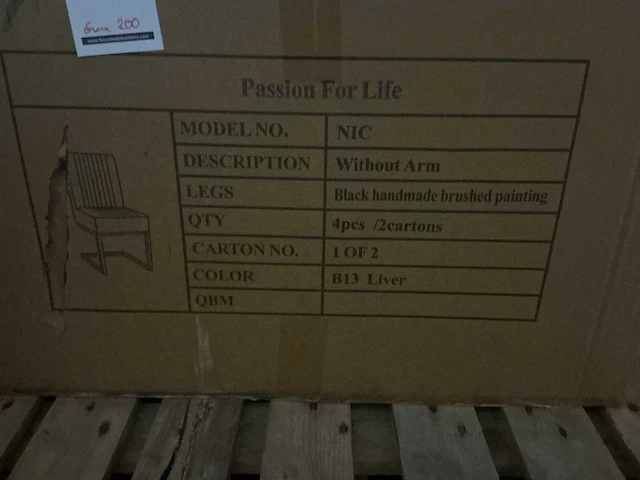 200
Passion For Life
MODEL NO. NIC
DESCRIPTION Without Arm
LEGS Black handmade brushed painting
QTY 4pcs /2cartons
CARTON NO. 1 OF 2
COLOR B13 Liver
QBM